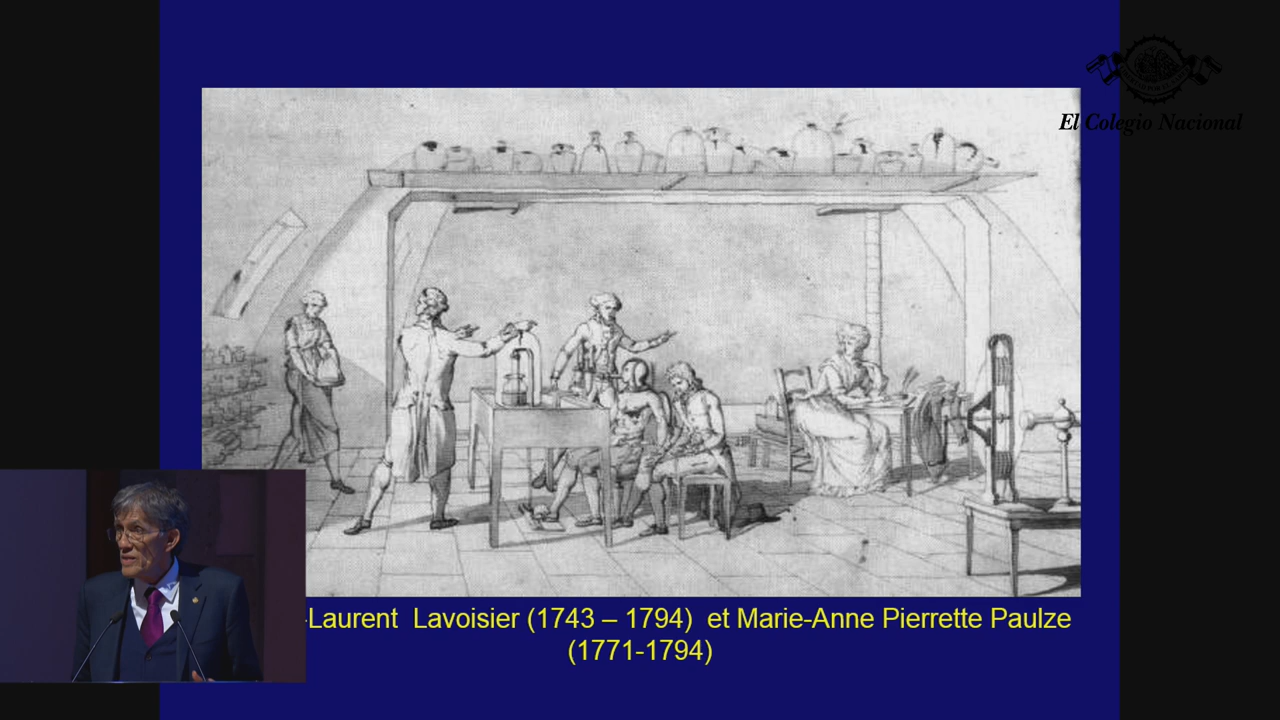 El Colegio Nacional
-Laurent Lavoisier (1743 – 1794) et Marie-Anne Pierrette Paulze
(1771-1794)